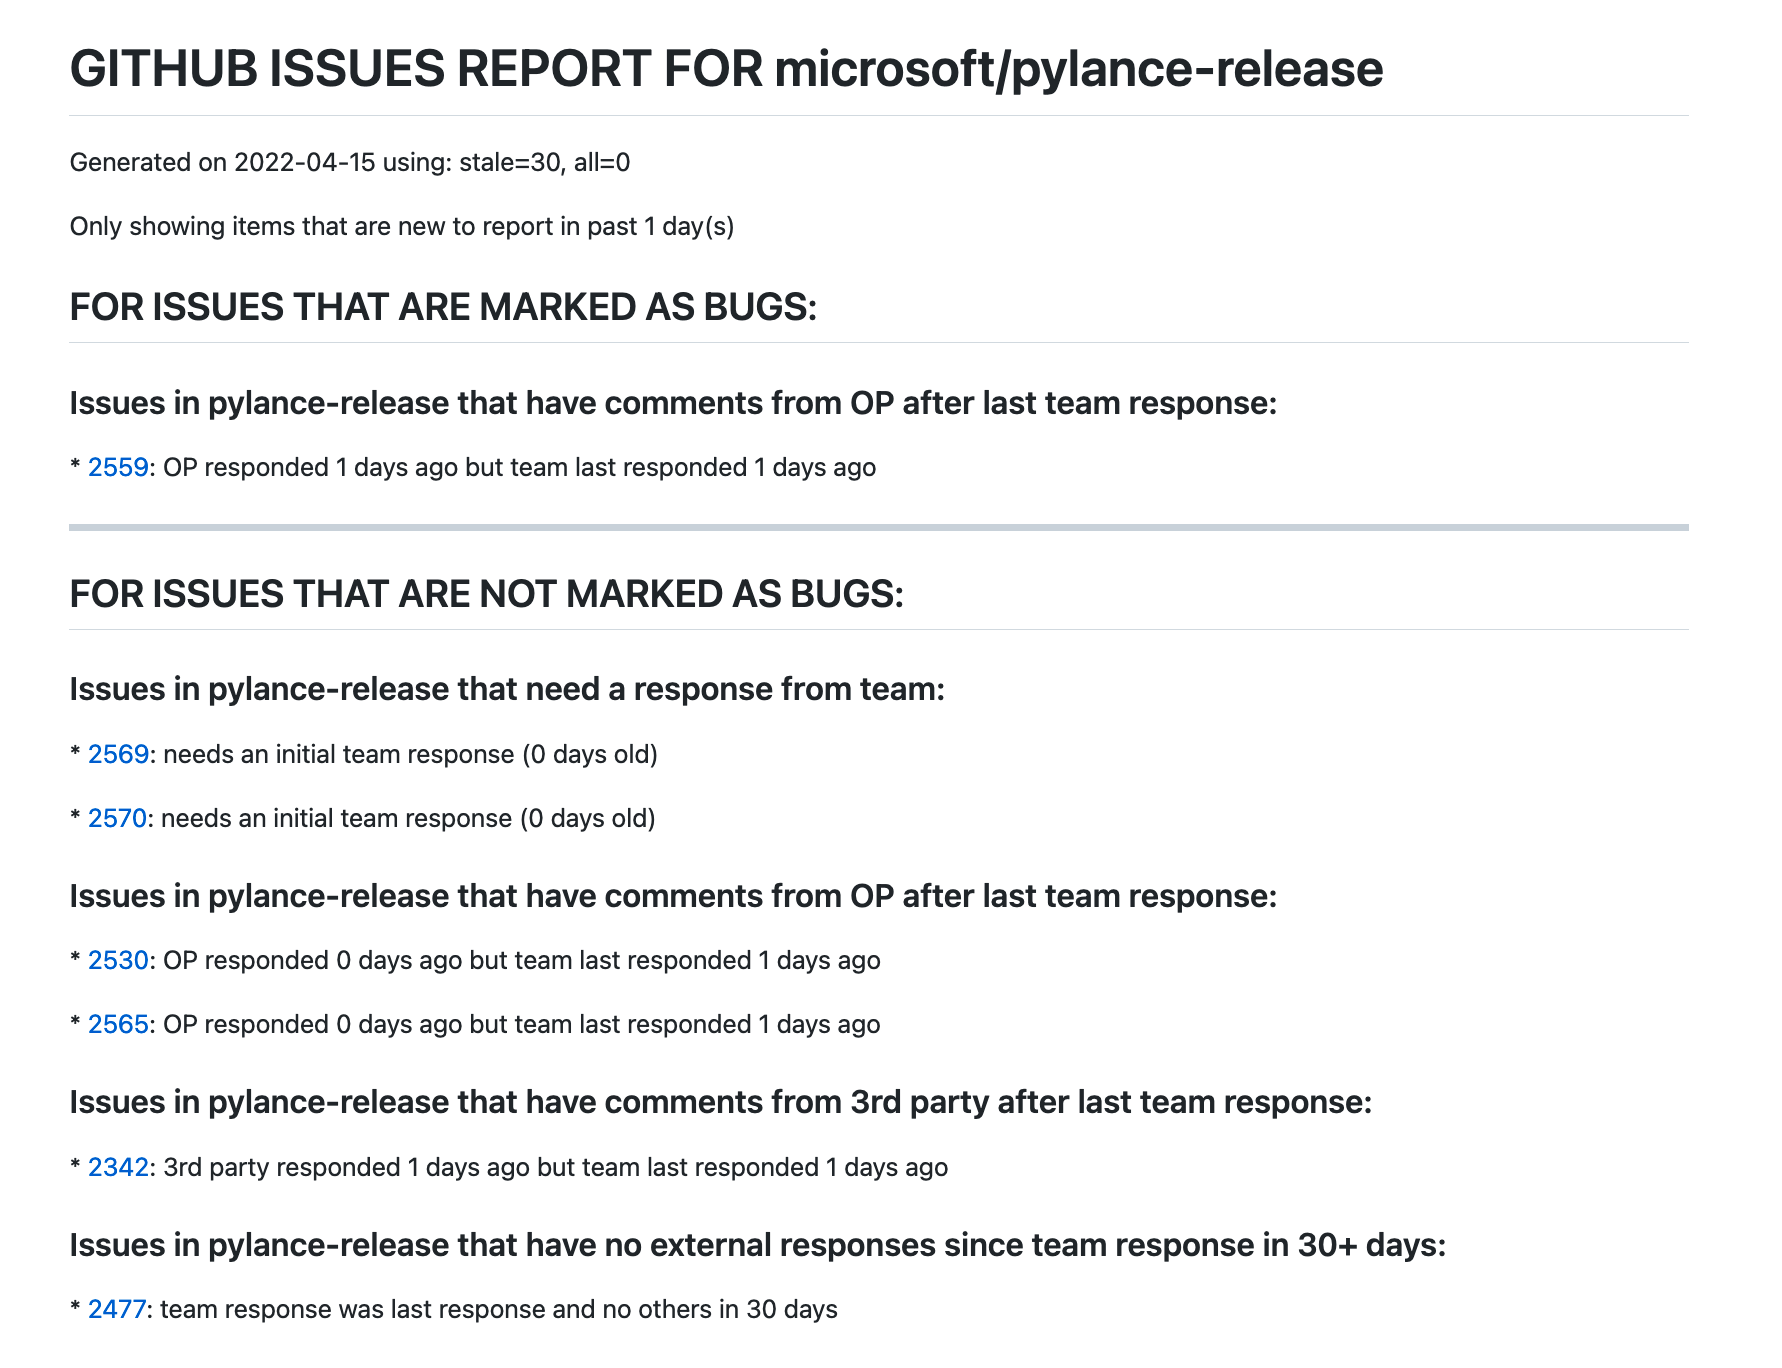 GITHUB ISSUES REPORT FOR microsoft/pylance-release
Generated on 2022-04-15 using: stale=30, all=0
Only showing items that are new to report in past 1 day(s)
FOR ISSUES THAT ARE MARKED AS BUGS:
Issues in pylance-release that have comments from OP after last team response:
* 2559: OP responded 1 days ago but team last responded 1 days ago
FOR ISSUES THAT ARE NOT MARKED AS BUGS:
Issues in pylance-release that need a response from team:
* 2569: needs an initial team response (0 days old)
* 2570: needs an initial team response (0 days old)
Issues in pylance-release that have comments from OP after last team response:
* 2530: OP responded 0 days ago but team last responded 1 days ago
* 2565: OP responded 0 days ago but team last responded 1 days ago
Issues in pylance-release that have comments from 3rd party after last team response:
* 2342: 3rd party responded 1 days ago but team last responded 1 days ago
Issues in pylance-release that have no external responses since team response in 30+ days:
* 2477: team response was last response and no others in 30 days